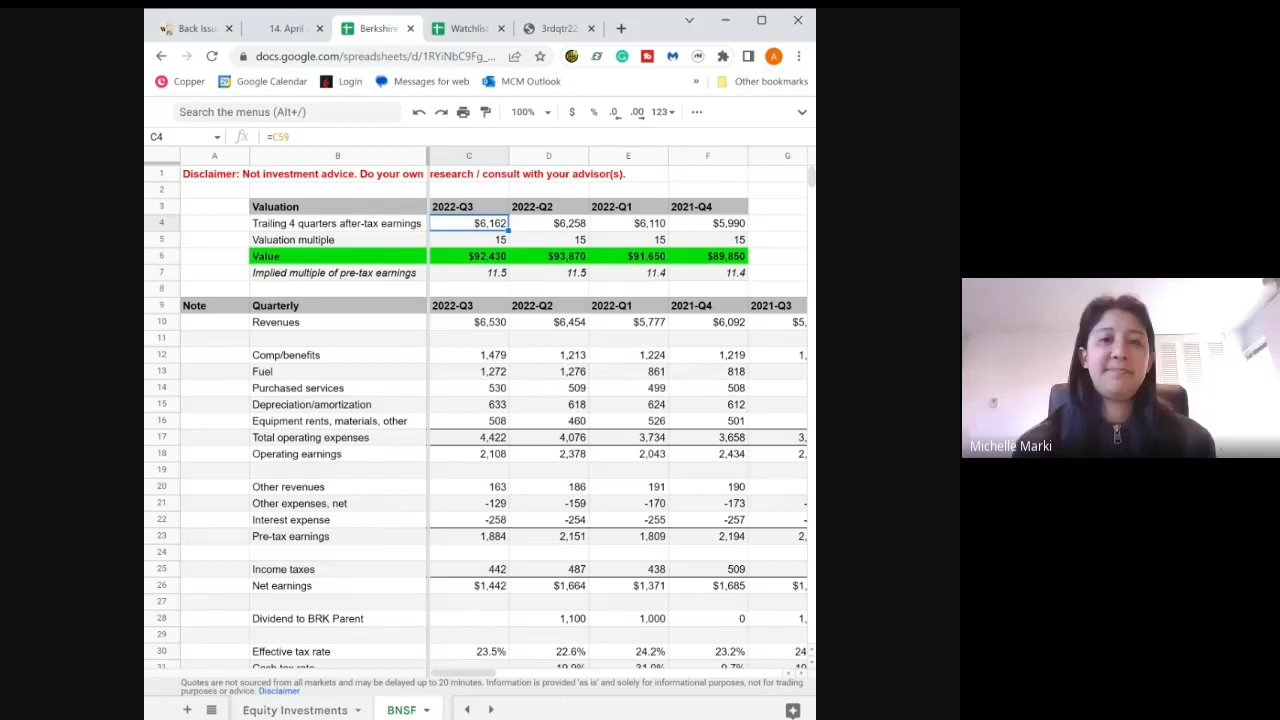 Back Issu
14. April
Berkshire
Watchlist
3rdqtr22
docs.google.com/spreadsheets/d/1RYiNbC9Fg_...
Copper Google Calendar Login Messages for web MCM Outlook » Other bookmarks
Search the menus (Alt+/) 100% $ % .0 .00 123
C4 fx =C59
A B C D E F G
1 Disclaimer: Not investment advice. Do your own research / consult with your advisor(s).
2
3 Valuation 2022-Q3 2022-Q2 2022-Q1 2021-Q4
4 Trailing 4 quarters after-tax earnings $6,162 $6,258 $6,110 $5,990
5 Valuation multiple 15 15 15 15
6 Value $92,430 $93,870 $91,650 $89,850
7 Implied multiple of pre-tax earnings 11.5 11.5 11.4 11.4
8
9 Note Quarterly 2022-Q3 2022-Q2 2022-Q1 2021-Q4 2021-Q3
10 Revenues $6,530 $6,454 $5,777 $6,092 $5,
11
12 Comp/benefits 1,479 1,213 1,224 1,219 1,
13 Fuel 1,272 1,276 861 818
14 Purchased services 530 509 499 508
15 Depreciation/amortization 633 618 624 612
16 Equipment rents, materials, other 508 460 526 501
17 Total operating expenses 4,422 4,076 3,734 3,658 3,
18 Operating earnings 2,108 2,378 2,043 2,434 2,
19
20 Other revenues 163 186 191 190
21 Other expenses, net -129 -159 -170 -173 -
22 Interest expense -258 -254 -255 -257 -
23 Pre-tax earnings 1,884 2,151 1,809 2,194 2,
24
25 Income taxes 442 487 438 509
26 Net earnings $1,442 $1,664 $1,371 $1,685 $1,
27
28 Dividend to BRK Parent 1,100 1,000 0 1,
29
30 Effective tax rate 23.5% 22.6% 24.2% 23.2% 24
31 Cash tax rate
Quotes are not sourced from all markets and may be delayed up to 20 minutes. Information is provided 'as is' and solely for informational purposes, not for trading
purposes or advice. Disclaimer
Equity Investments BNSF
Michelle Marki